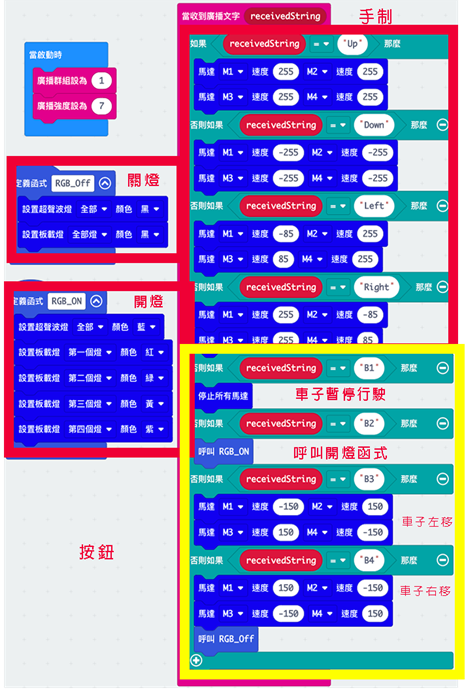 當收到廣播文字 receivedString
手制
如果 receivedString = "Up" 那麼
馬達 M1 速度 255 M2 速度 255
馬達 M3 速度 255 M4 速度 255
否則如果 receivedString = "Down" 那麼
馬達 M1 速度 -255 M2 速度 -255
馬達 M3 速度 -255 M4 速度 -255
否則如果 receivedString = "Left" 那麼
馬達 M1 速度 -85 M2 速度 255
馬達 M3 速度 85 M4 速度 255
否則如果 receivedString = "Right" 那麼
馬達 M1 速度 255 M2 速度 -85
馬達 M3 速度 255 M4 速度 85
否則如果 receivedString = "B1" 那麼
停止所有馬達
車子暫停行駛
否則如果 receivedString = "B2" 那麼
呼叫 RGB_ON
呼叫開燈函式
否則如果 receivedString = "B3" 那麼
馬達 M1 速度 -150 M2 速度 150
馬達 M3 速度 150 M4 速度 -150
車子左移
否則如果 receivedString = "B4" 那麼
馬達 M1 速度 150 M2 速度 -150
馬達 M3 速度 -150 M4 速度 150
車子右移
呼叫 RGB_Off
當啟動時
廣播群組設為 1
廣播強度設為 7
定義函式 RGB_Off
關燈
設置超聲波燈 全部 顏色 黑
設置板載燈 全部燈 顏色 黑
定義函式 RGB_ON
開燈
設置超聲波燈 全部 顏色 藍
設置板載燈 第一個燈 顏色 紅
設置板載燈 第二個燈 顏色 綠
設置板載燈 第三個燈 顏色 黃
設置板載燈 第四個燈 顏色 紫
按鈕